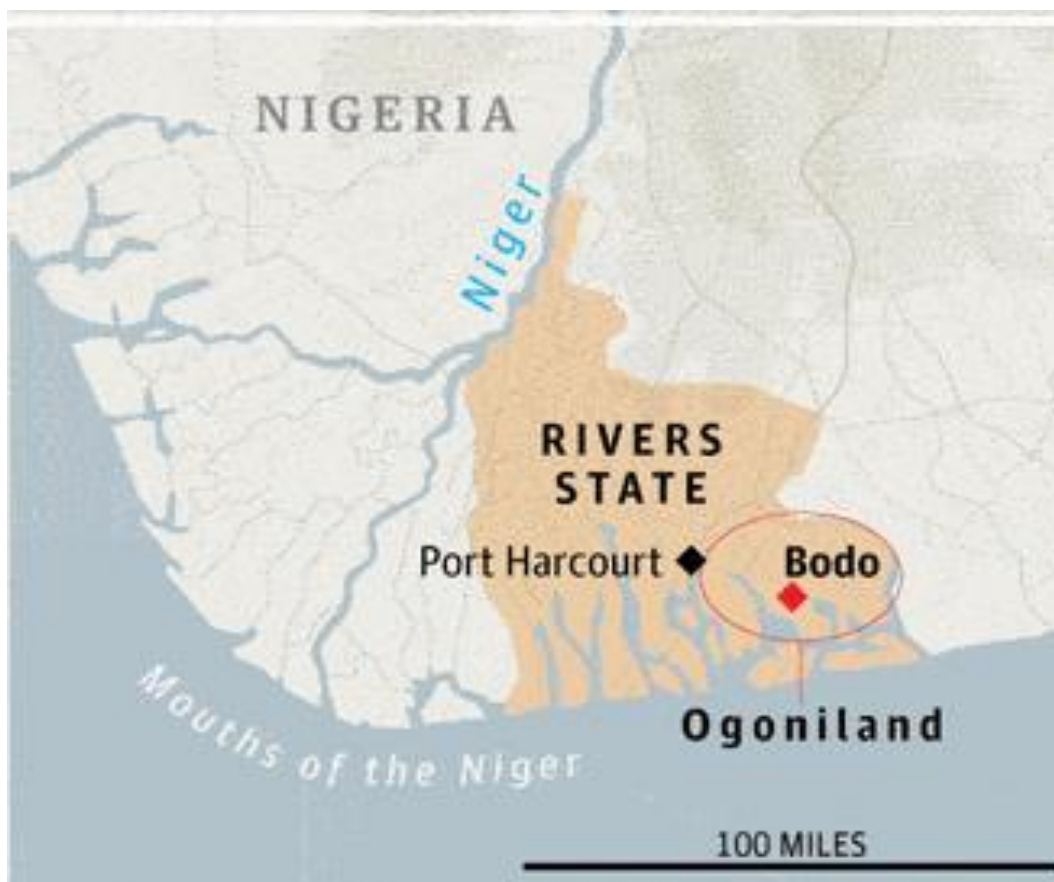 NIGERIA
Niger
RIVERS
STATE
Port Harcourt
Bodo
Ogoniland
Mouths of the Niger
100 MILES